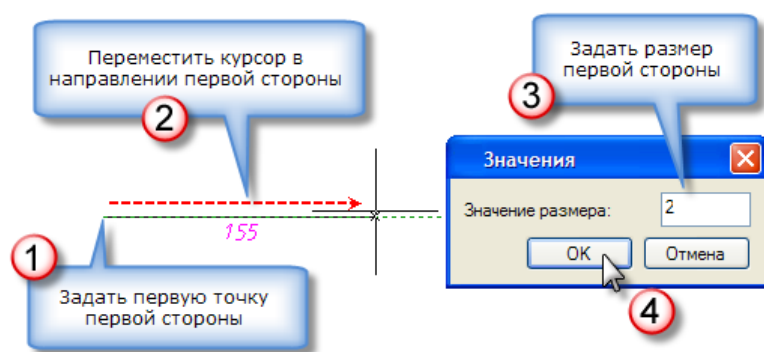 Переместить курсор в
направлении первой стороны
2
Задать размер
первой стороны
3
Значения
Значение размера:
2
OK
Отмена
4
155
1
Задать первую точку
первой стороны